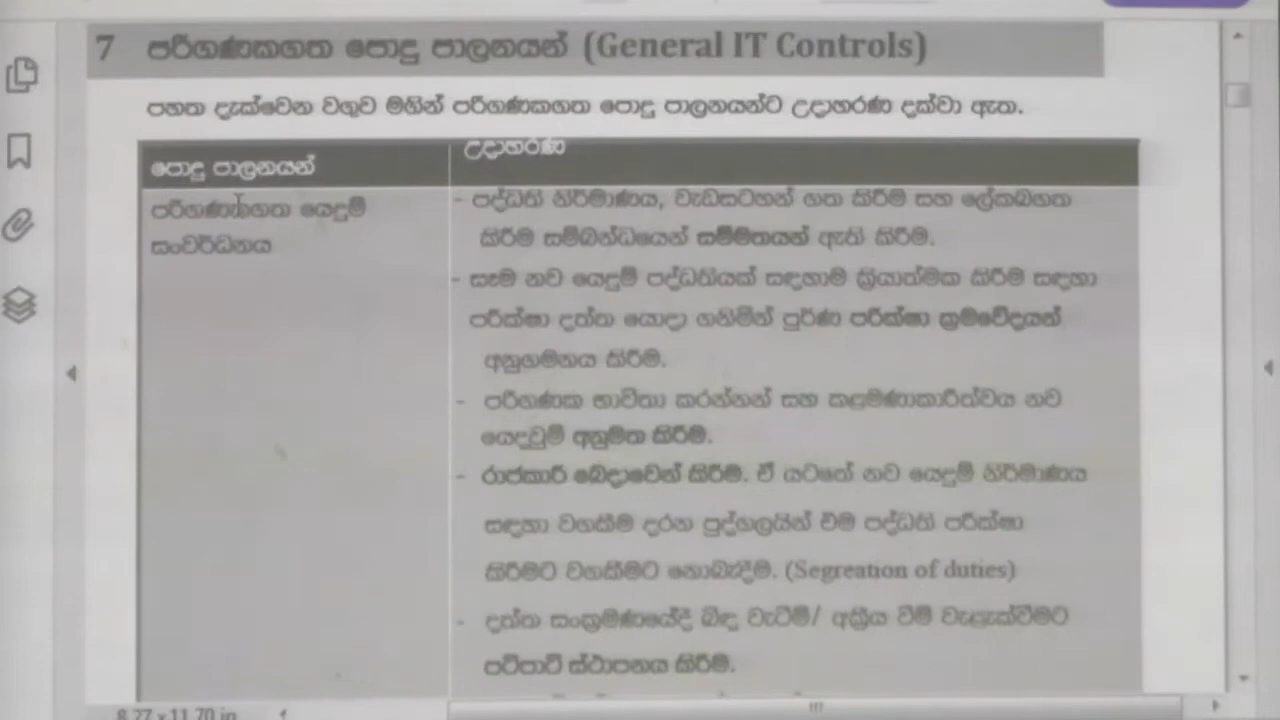 7 පරිගණකගත පොදු පාලනයන් (General IT Controls)
පහත දැක්වෙන වගුව මගින් පරිගණකගත පොදු පාලනයන්ට උදාහරණ දක්වා ඇත.
පොදු පාලනයන්
උදාහරණ
පරිගණකගත යෙදුම්
සංවර්ධනය
- පද්ධති නිර්මාණය, වැඩසටහන් ගත කිරීම සහ ලේඛණගත
කිරීම සම්බන්ධයෙන් සම්මතයන් ඇති කිරීම.
- සෑම නව යෙදුම් පද්ධතියක් සඳහාම ක්‍රියාත්මක කිරීම සඳහා
පරීක්ෂා දත්ත යොදා ගනිමින් පූර්ණ පරීක්ෂා ක්‍රමවේදයන්
අනුගමනය කිරීම.
- පරිගණක භාවිතා කරන්නන් සහ කළමණාකාරිත්වය නව
යෙදවුම් අනුමත කිරීම.
- රාජකාරී බෙදාවෙන් කිරීම. ඒ යටතේ නව යෙදුම් නිර්මාණය
සඳහා වගකීම දරන පුද්ගලයින් එම පද්ධති පරීක්ෂා
කිරීමට වගකීමට නොබැඳීම. (Segreation of duties)
- දත්ත සංක්‍රමණයේදී බිඳ වැටීම්/ අක්‍රීය වීම් වැළැක්වීමට
පටිපාටි ස්ථාපනය කිරීම.
8.27 x 11.70 in